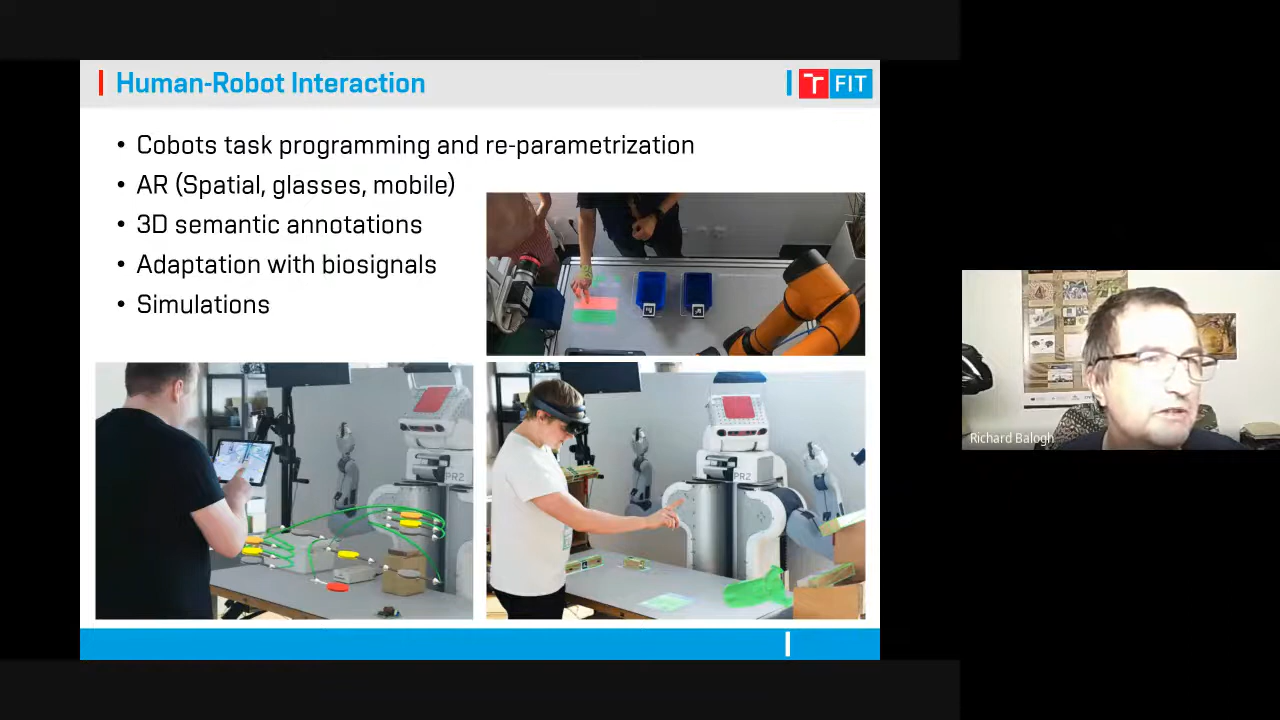 Human-Robot Interaction
T FIT
• Cobots task programming and re-parametrization
• AR (Spatial, glasses, mobile)
• 3D semantic annotations
• Adaptation with biosignals
• Simulations
PR2
PR2
Richard Balogh